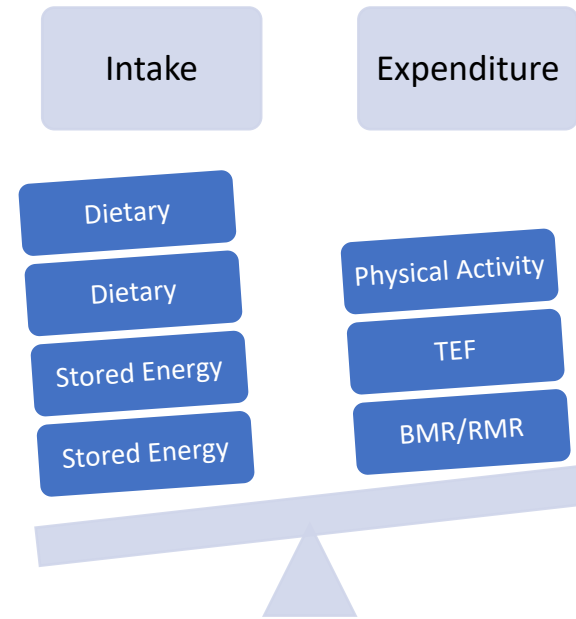 Intake
Expenditure
Dietary
Dietary
Stored Energy
Stored Energy
Physical Activity
TEF
BMR/RMR